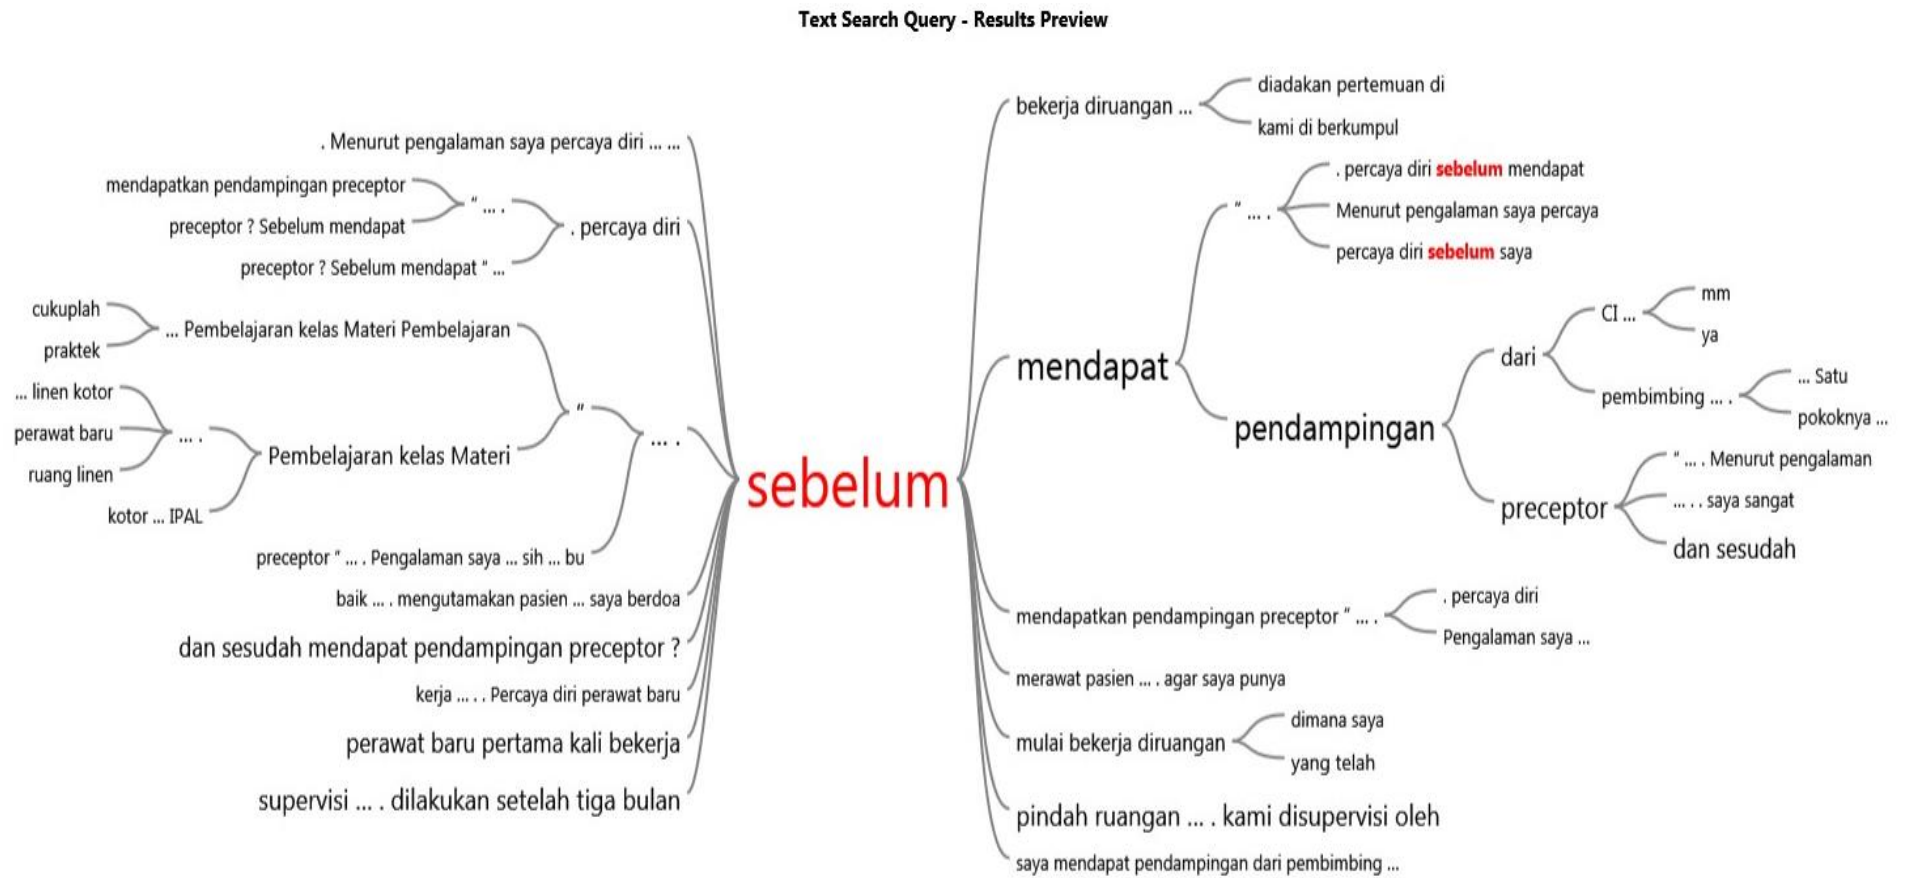 Text Search Query - Results Preview
. Menurut pengalaman saya percaya diri ... ...
mendapatkan pendampingan preceptor
preceptor ? Sebelum mendapat
" ... .
preceptor ? Sebelum mendapat " ...
. percaya diri
cukuplah
praktek
... Pembelajaran kelas Materi Pembelajaran
... linen kotor
perawat baru
ruang linen
... .
kotor ... IPAL
Pembelajaran kelas Materi
"
preceptor " ... . Pengalaman saya ... sih ... bu
... .
baik ... . mengutamakan pasien ... saya berdoa
dan sesudah mendapat pendampingan preceptor ?
kerja ... . . Percaya diri perawat baru
perawat baru pertama kali bekerja
supervisi ... . dilakukan setelah tiga bulan
sebelum
bekerja diruangan ...
diadakan pertemuan di
kami di berkumpul
mendapat
" ... .
. percaya diri sebelum mendapat
Menurut pengalaman saya percaya
percaya diri sebelum saya
pendampingan
dari
CI ...
mm
ya
pembimbing ... .
... Satu
pokoknya ...
preceptor
" ... . Menurut pengalaman
... . . saya sangat
dan sesudah
mendapatkan pendampingan preceptor " ... .
. percaya diri
Pengalaman saya ...
merawat pasien ... . agar saya punya
mulai bekerja diruangan
dimana saya
yang telah
pindah ruangan ... . kami disupervisi oleh
saya mendapat pendampingan dari pembimbing ...